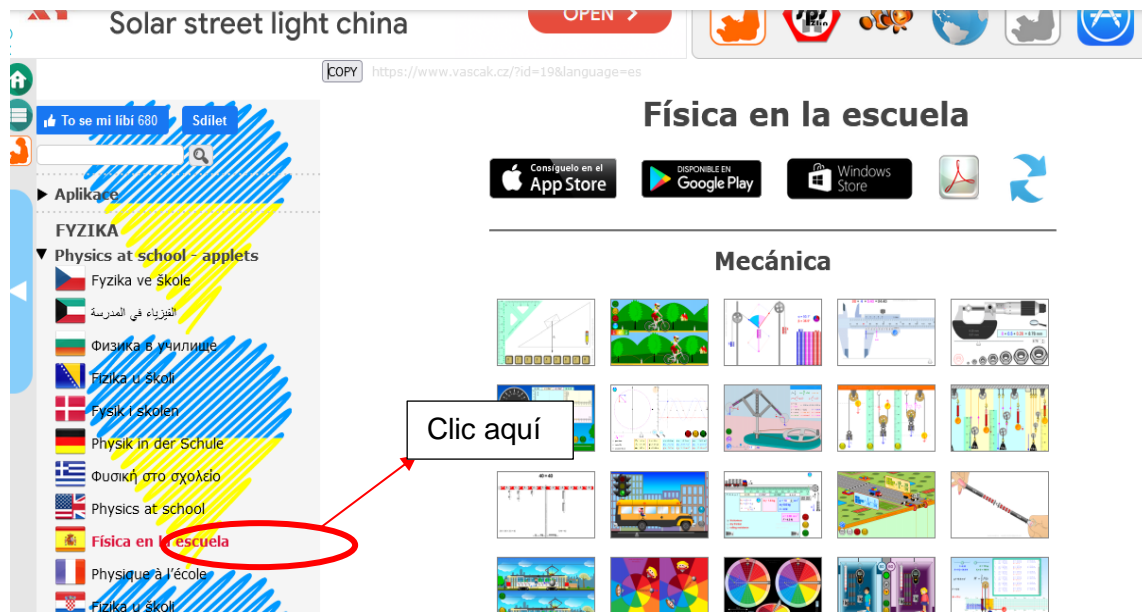 Solar street light china
OPEN >
COPY https://www.vascak.cz/?id=19&language=es
To se mi líbí 680
Sdílet
Física en la escuela
Consíguelo en el
App Store
DISPONIBLE EN
Google Play
Windows
Store
Aplikace
FYZIKA
Physics at school - applets
Fyzika ve škole
الفيزياء في المدرسة
Физика в училище
Fizika u školi
Fysik i skolen
Physik in der Schule
Φυσική στο σχολείο
Physics at school
Física en la escuela
Physique à l'école
Fizika u školi
Mecánica
Clic aquí